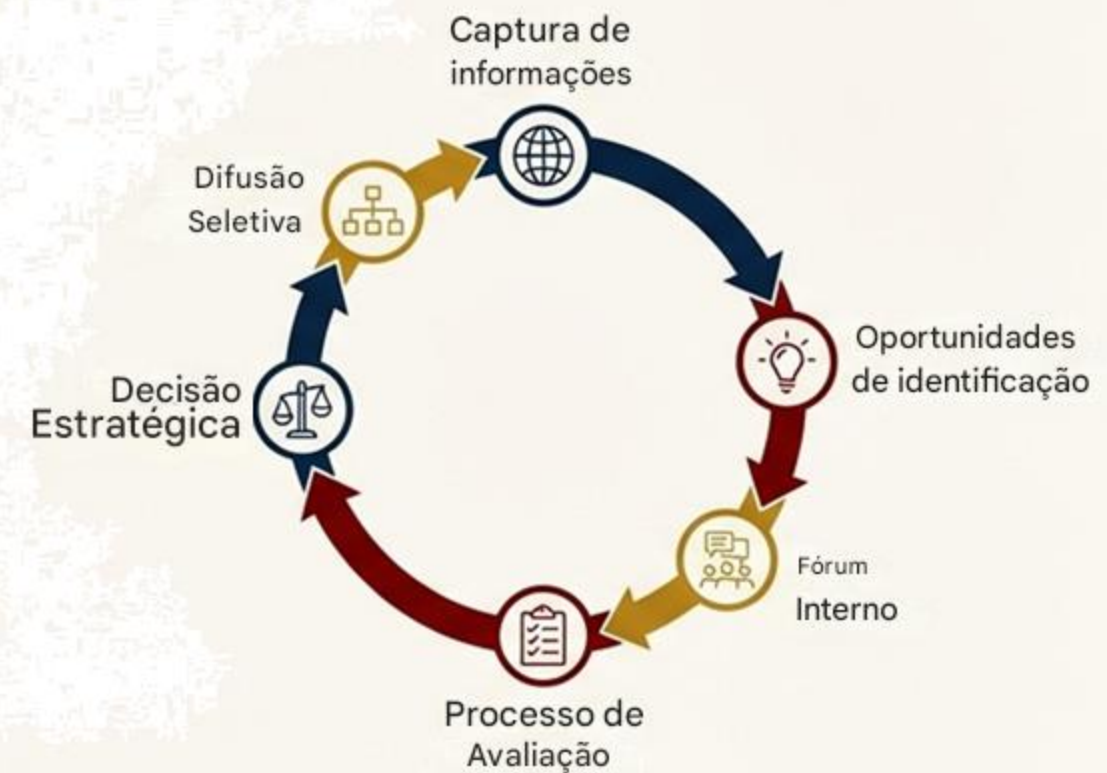 Captura de
informações
Oportunidades
de identificação
Fórum
Interno
Processo de
Avaliação
Decisão
Estratégica
Difusão
Seletiva